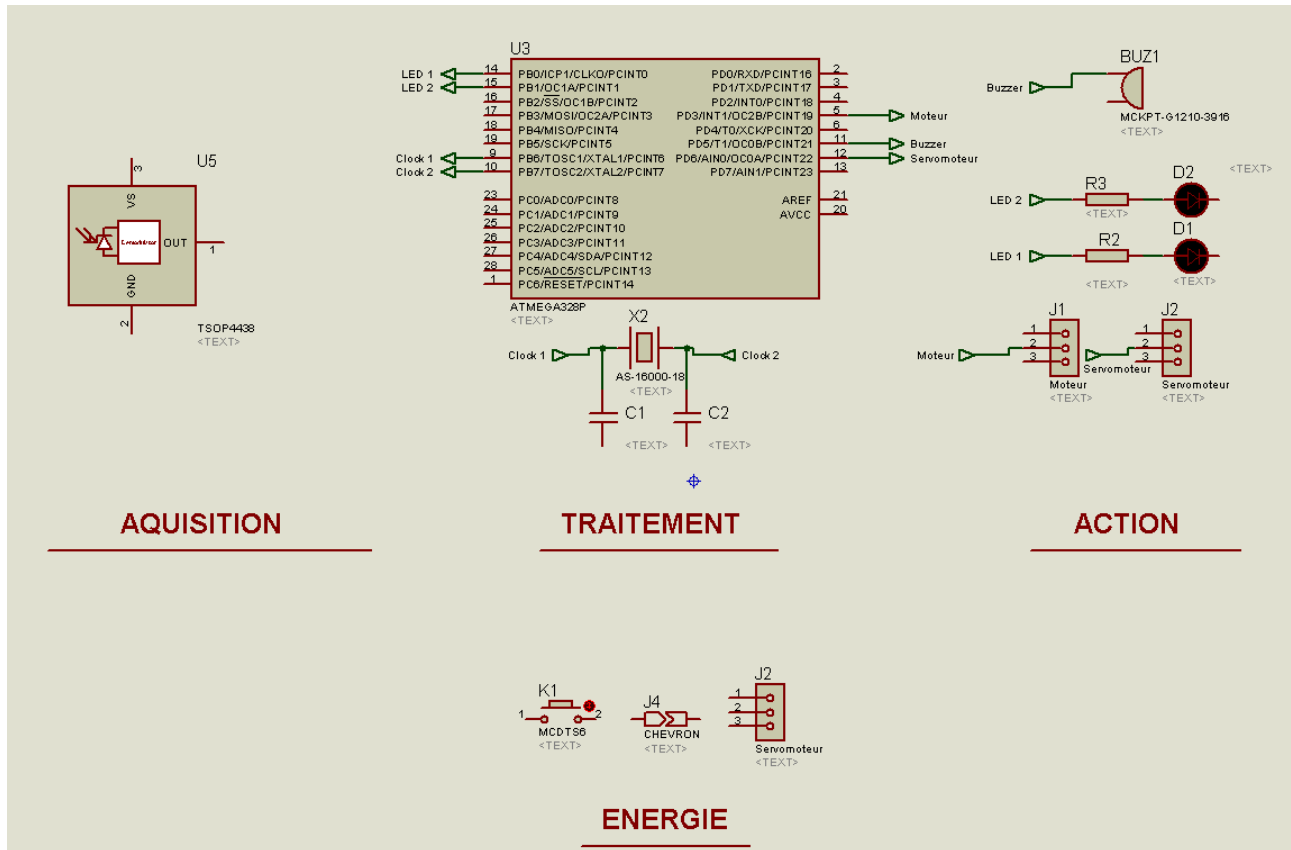 U5
3
VS
Demodulator
OUT
1
GND
2
TSOP4438
<TEXT>
AQUISITION
U3
LED 1
14
PB0/ICP1/CLKO/PCINT0
LED 2
15
PB1/OC1A/PCINT1
16
PB2/SS/OC1B/PCINT2
17
PB3/MOSI/OC2A/PCINT3
18
PB4/MISO/PCINT4
19
PB5/SCK/PCINT5
Clock 1
9
PB6/TOSC1/XTAL1/PCINT6
Clock 2
10
PB7/TOSC2/XTAL2/PCINT7
23
PC0/ADC0/PCINT8
24
PC1/ADC1/PCINT9
25
PC2/ADC2/PCINT10
26
PC3/ADC3/PCINT11
27
PC4/ADC4/SDA/PCINT12
28
PC5/ADC5/SCL/PCINT13
1
PC6/RESET/PCINT14
PD0/RXD/PCINT16
2
PD1/TXD/PCINT17
3
PD2/INT0/PCINT18
4
PD3/INT1/OC2B/PCINT19
5
Moteur
PD4/T0/XCK/PCINT20
6
PD5/T1/OC0B/PCINT21
11
Buzzer
PD6/AIN0/OC0A/PCINT22
12
Servomoteur
PD7/AIN1/PCINT23
13
AREF
21
AVCC
20
ATMEGA328P
<TEXT>
X2
Clock 1
Clock 2
AS-16000-18
<TEXT>
C1
<TEXT>
C2
<TEXT>
TRAITEMENT
BUZ1
Buzzer
MCKPT-G1210-3916
<TEXT>
<TEXT>
R3
D2
LED 2
<TEXT>
<TEXT>
R2
D1
LED 1
<TEXT>
<TEXT>
J1
1
2
3
Moteur
Moteur
<TEXT>
J2
1
2
3
Servomoteur
Servomoteur
<TEXT>
ACTION
K1
1
2
MCDTS6
<TEXT>
J4
CHEVRON
<TEXT>
J2
1
2
3
Servomoteur
<TEXT>
ENERGIE